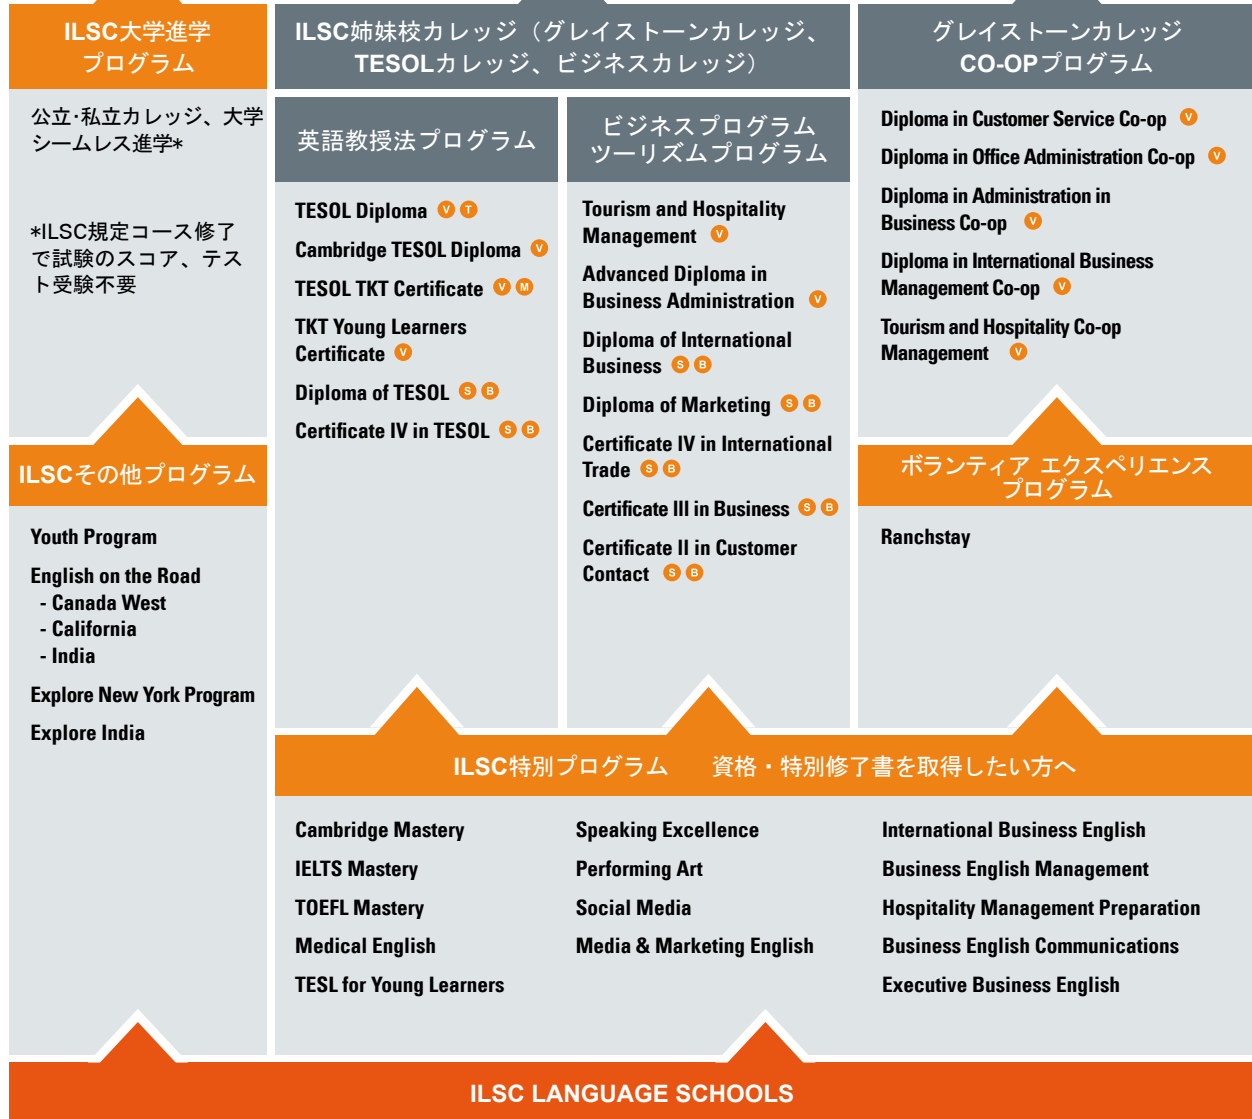 ILSC大学進学
プログラム
公立･私立カレッジ、大学
シームレス進学*
*ILSC規定コース修了
で試験のスコア、テス
ト受験不要
ILSCその他プログラム
Youth Program
English on the Road
- Canada West
- California
- India
Explore New York Program
Explore India
ILSC姉妹校カレッジ（グレイストーンカレッジ、
TESOLカレッジ、ビジネスカレッジ）
英語教授法プログラム
TESOL Diploma V T
Cambridge TESOL Diploma V
TESOL TKT Certificate V M
TKT Young Learners
Certificate V
Diploma of TESOL S B
Certificate IV in TESOL S B
ビジネスプログラム
ツーリズムプログラム
Tourism and Hospitality
Management V
Advanced Diploma in
Business Administration V
Diploma of International
Business S B
Diploma of Marketing S B
Certificate IV in International
Trade S B
Certificate III in Business S B
Certificate II in Customer
Contact S B
グレイストーンカレッジ
CO-OPプログラム
Diploma in Customer Service Co-op V
Diploma in Office Administration Co-op V
Diploma in Administration in
Business Co-op V
Diploma in International Business
Management Co-op V
Tourism and Hospitality Co-op
Management V
ボランティア エクスペリエンス
プログラム
Ranchstay
ILSC特別プログラム 資格・特別修了書を取得したい方へ
Cambridge Mastery
IELTS Mastery
TOEFL Mastery
Medical English
TESL for Young Learners
Speaking Excellence
Performing Art
Social Media
Media & Marketing English
International Business English
Business English Management
Hospitality Management Preparation
Business English Communications
Executive Business English
ILSC LANGUAGE SCHOOLS